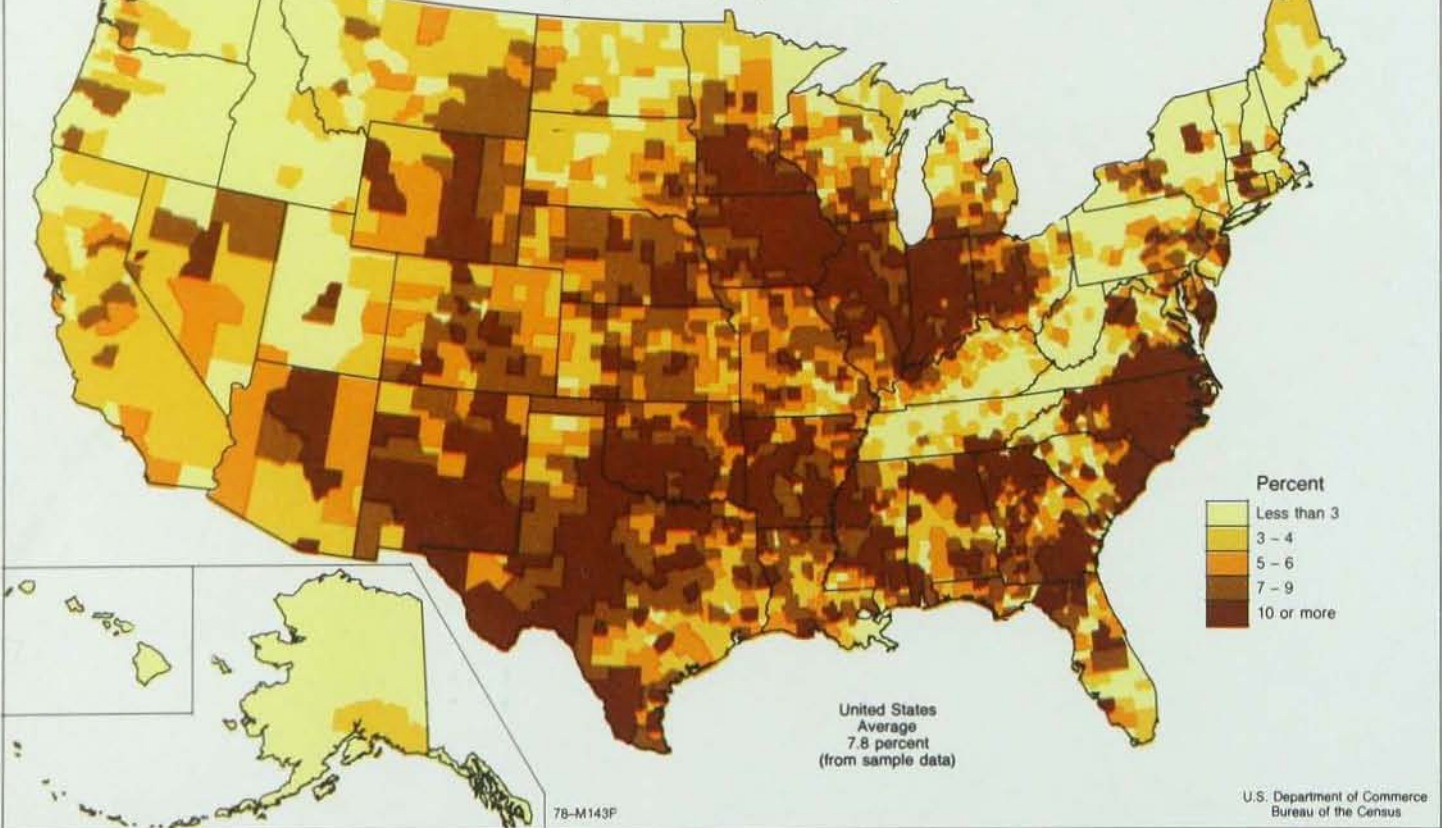 Percent
Less than 3
3 – 4
5 – 6
7 – 9
10 or more
United States
Average
7.8 percent
(from sample data)
78–M143P
U.S. Department of Commerce
Bureau of the Census